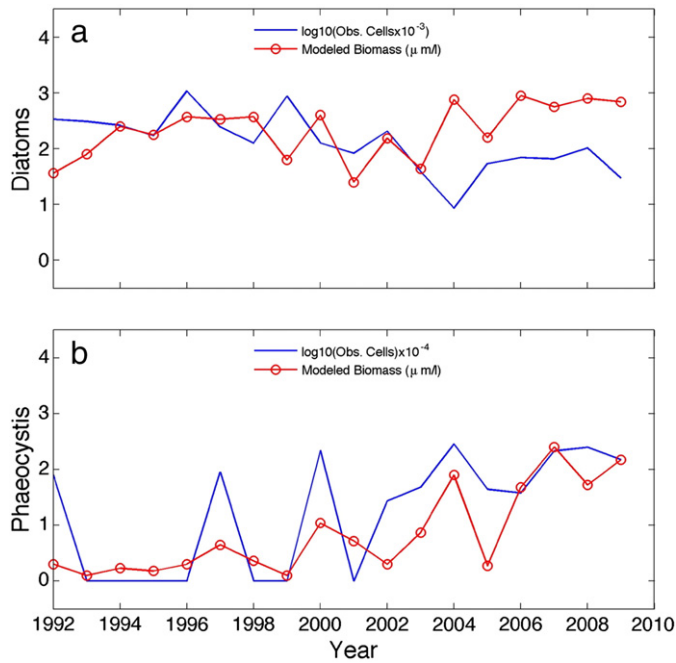 a
log10(Obs. Cellsx10-3)
Modeled Biomass (μ m/l)
4
3
2
1
0
Diatoms
b
log10(Obs. Cells)x10-4
Modeled Biomass (μ m/l)
4
3
2
1
0
Phaeocystis
1992 1994 1996 1998 2000 2002 2004 2006 2008 2010
Year